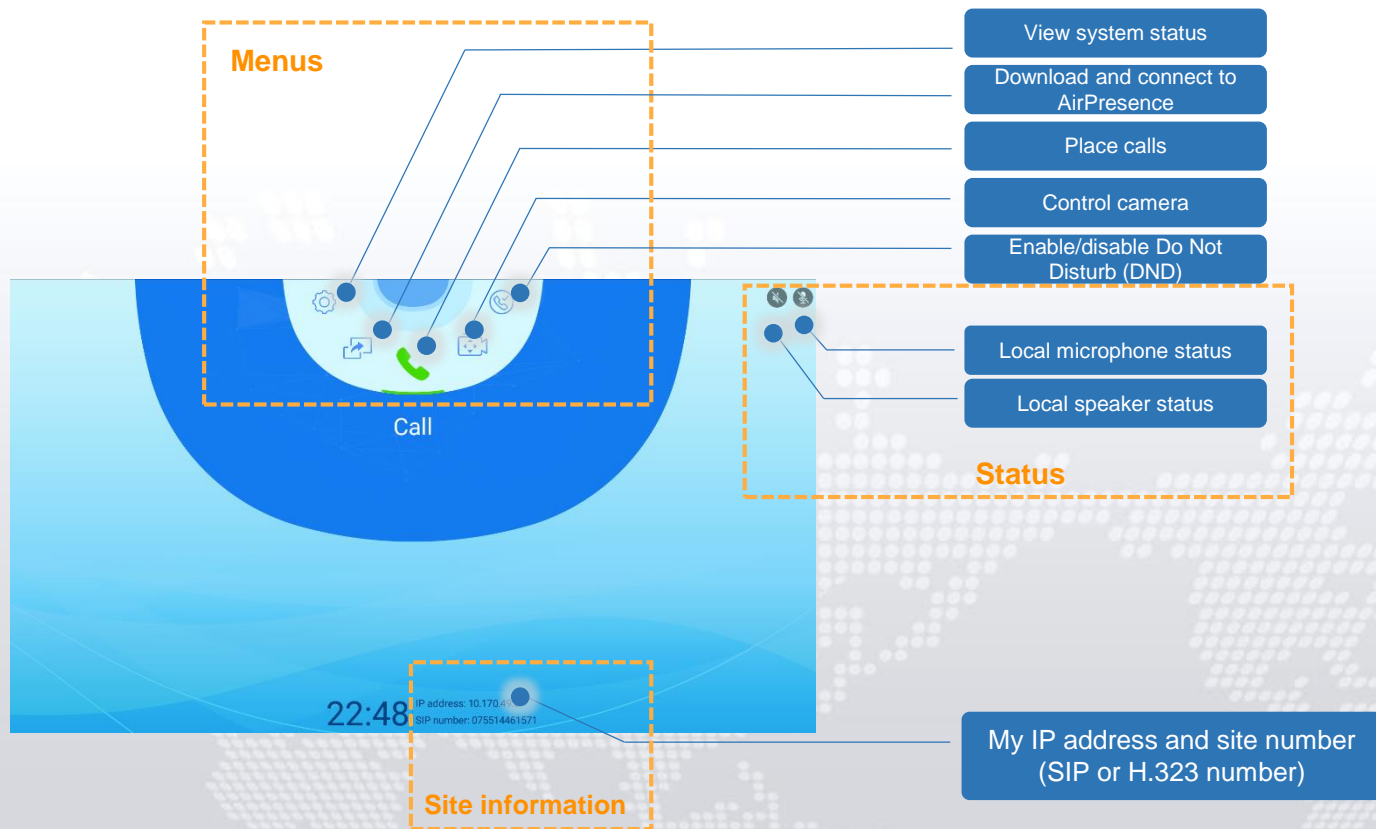 View system status
Menus
Download and connect to
AirPresence
Place calls
Control camera
Enable/disable Do Not
Disturb (DND)
Local microphone status
Local speaker status
Call
Status
22:48
IP address: 10.170.
SIP number: 075514461571
My IP address and site number
(SIP or H.323 number)
Site information